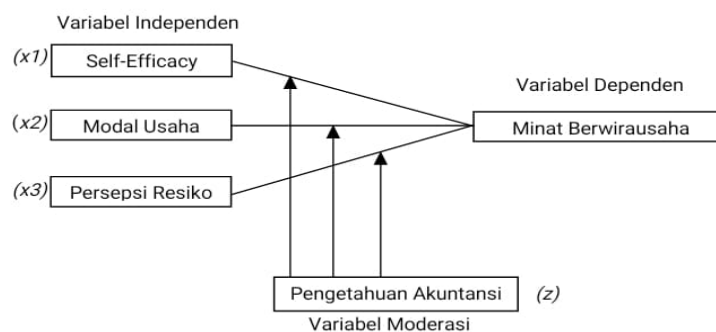 Variabel Independen
(x1)
Self-Efficacy
Variabel Dependen
(x2)
Modal Usaha
Minat Berwirausaha
(x3)
Persepsi Resiko
Pengetahuan Akuntansi
(z)
Variabel Moderasi